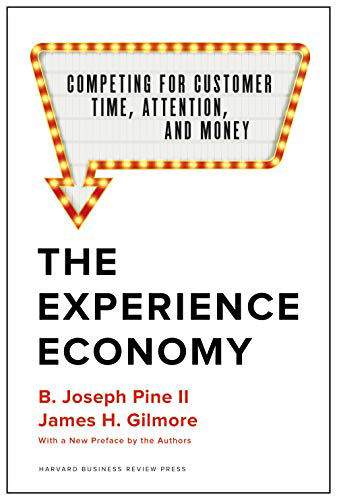 COMPETING FOR CUSTOMER
TIME, ATTENTION,
AND MONEY
THE
EXPERIENCE
ECONOMY
B. Joseph Pine II
James H. Gilmore
With a New Preface by the Authors
HARVARD BUSINESS REVIEW PRESS